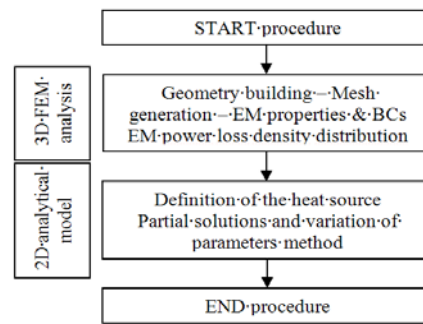 START procedure
3D FEM
analysis
Geometry building – Mesh
generation – EM properties & BCs
EM power loss density distribution
2D analytical
model
Definition of the heat source
Partial solutions and variation of
parameters method
END procedure